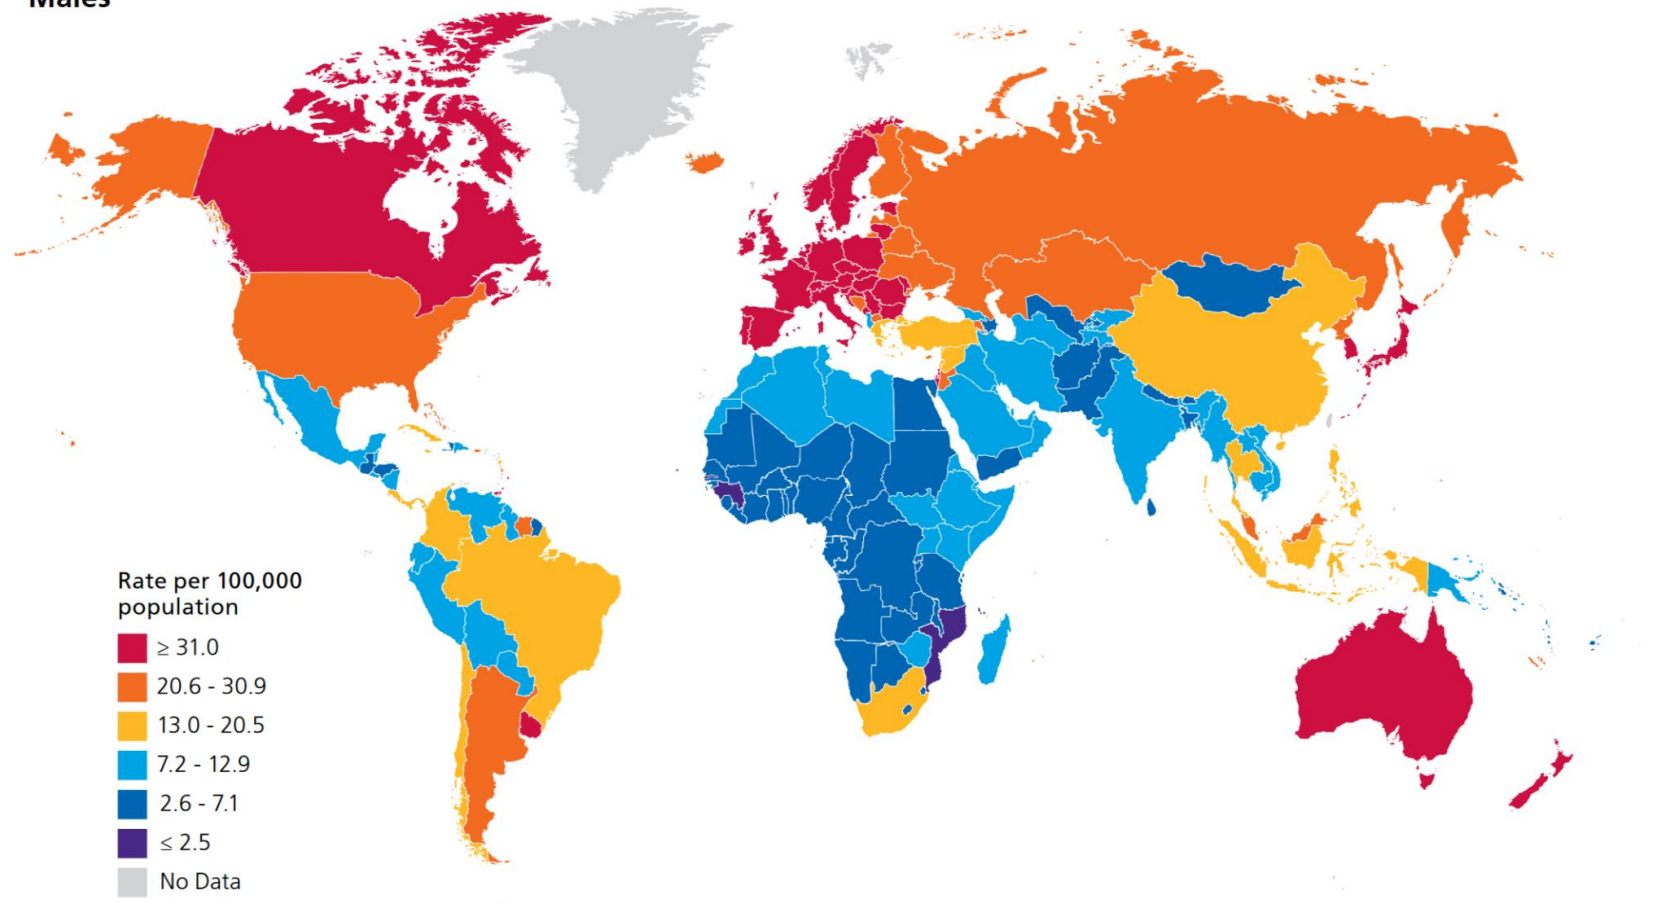 Males
Rate per 100,000
population
≥ 31.0
20.6 - 30.9
13.0 - 20.5
7.2 - 12.9
2.6 - 7.1
≤ 2.5
No Data